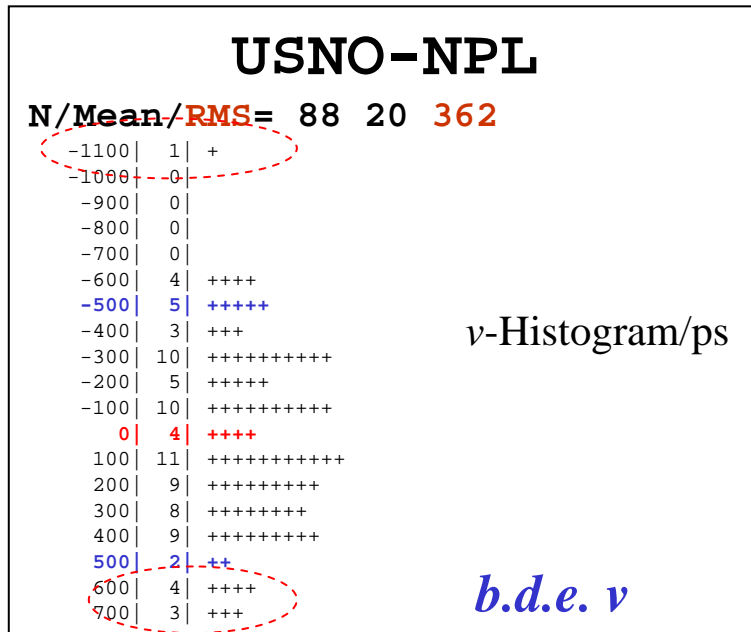 USNO-NPL
N/Mean/RMS= 88 20 362
-1100| 1| +
-1000| 0|
-900| 0|
-800| 0|
-700| 0|
-600| 4| ++++
-500| 5| +++++
-400| 3| +++
-300| 10| ++++++++++
-200| 5| +++++
-100| 10| ++++++++++
0| 4| ++++
100| 11| +++++++++++
200| 9| +++++++++
300| 8| ++++++++
400| 9| +++++++++
500| 2| ++
600| 4| ++++
700| 3| +++
v-Histogram/ps
b.d.e. v